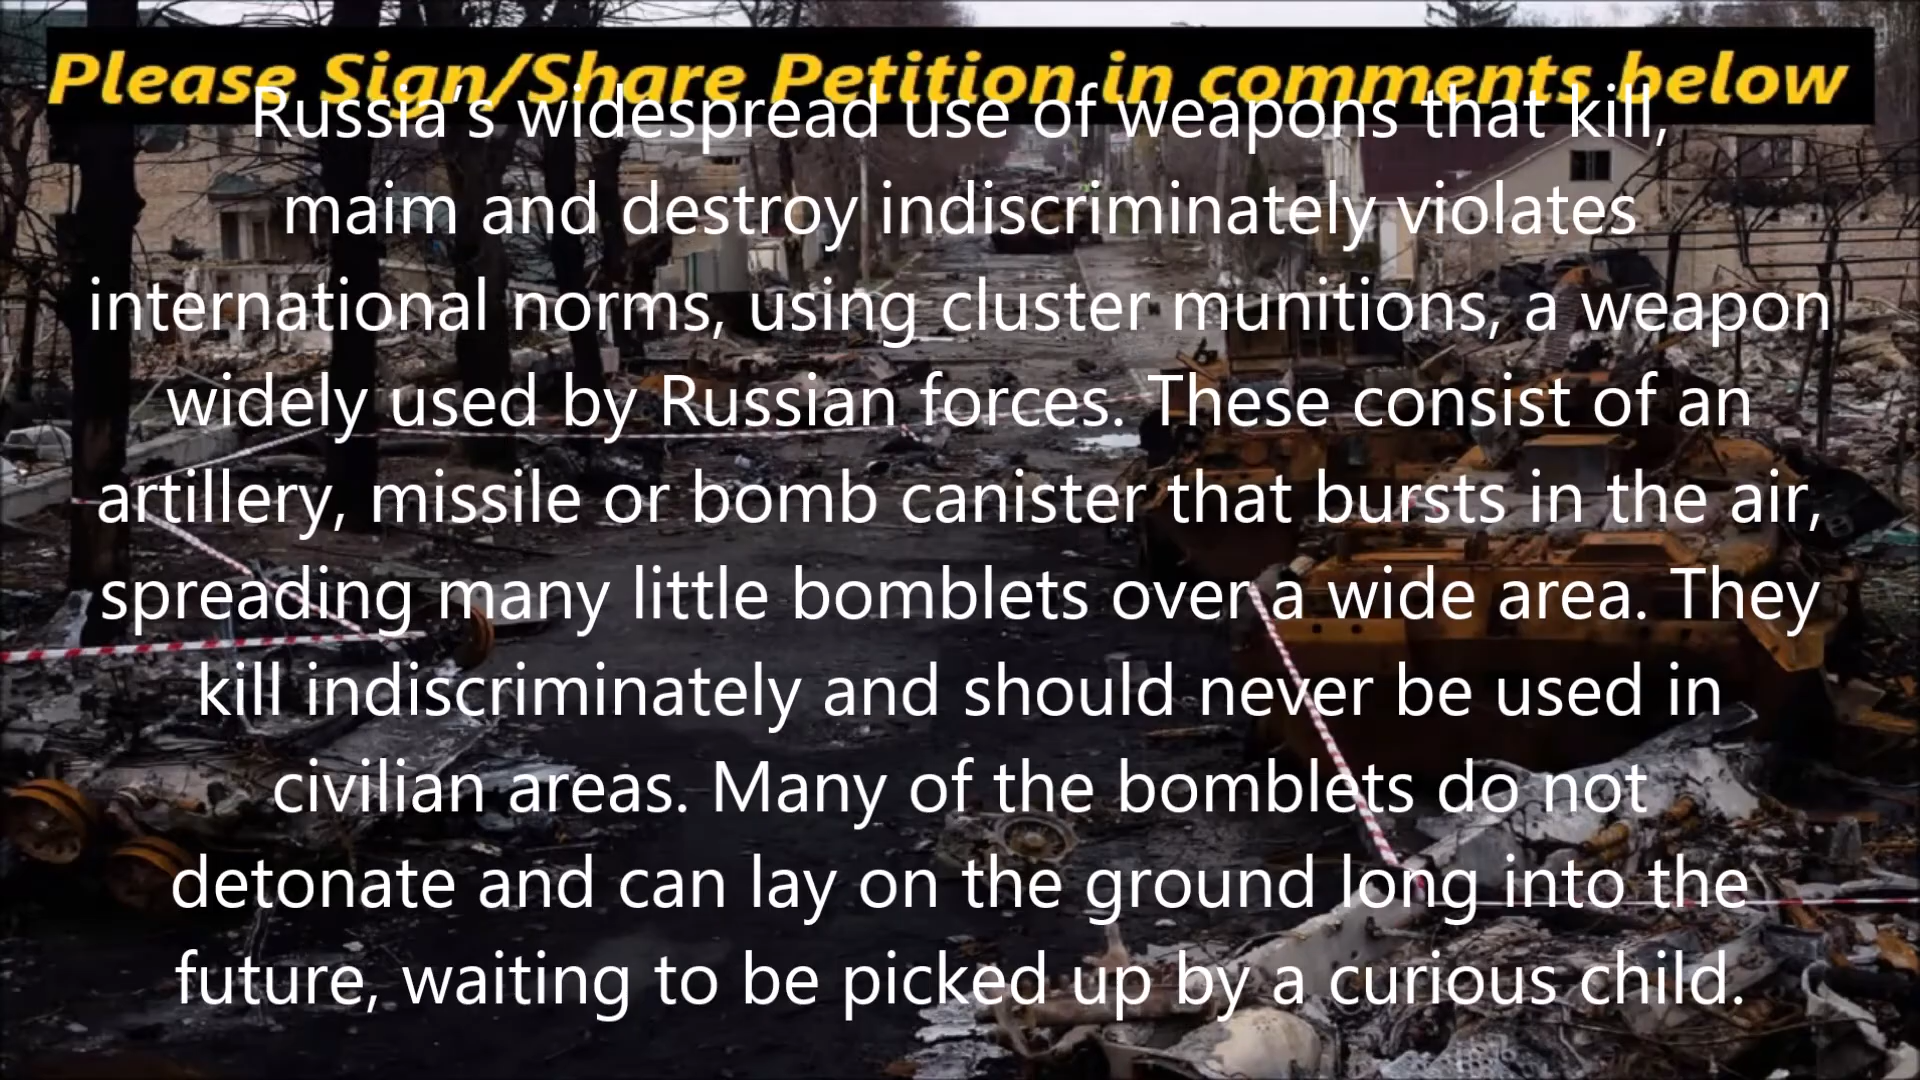 Please Sign/Share Petition in comments below
Russia's widespread use of weapons that kill,
maim and destroy indiscriminately violates
international norms, using cluster munitions, a weapon
widely used by Russian forces. These consist of an
artillery, missile or bomb canister that bursts in the air,
spreading many little bomblets over a wide area. They
kill indiscriminately and should never be used in
civilian areas. Many of the bomblets do not
detonate and can lay on the ground long into the
future, waiting to be picked up by a curious child.